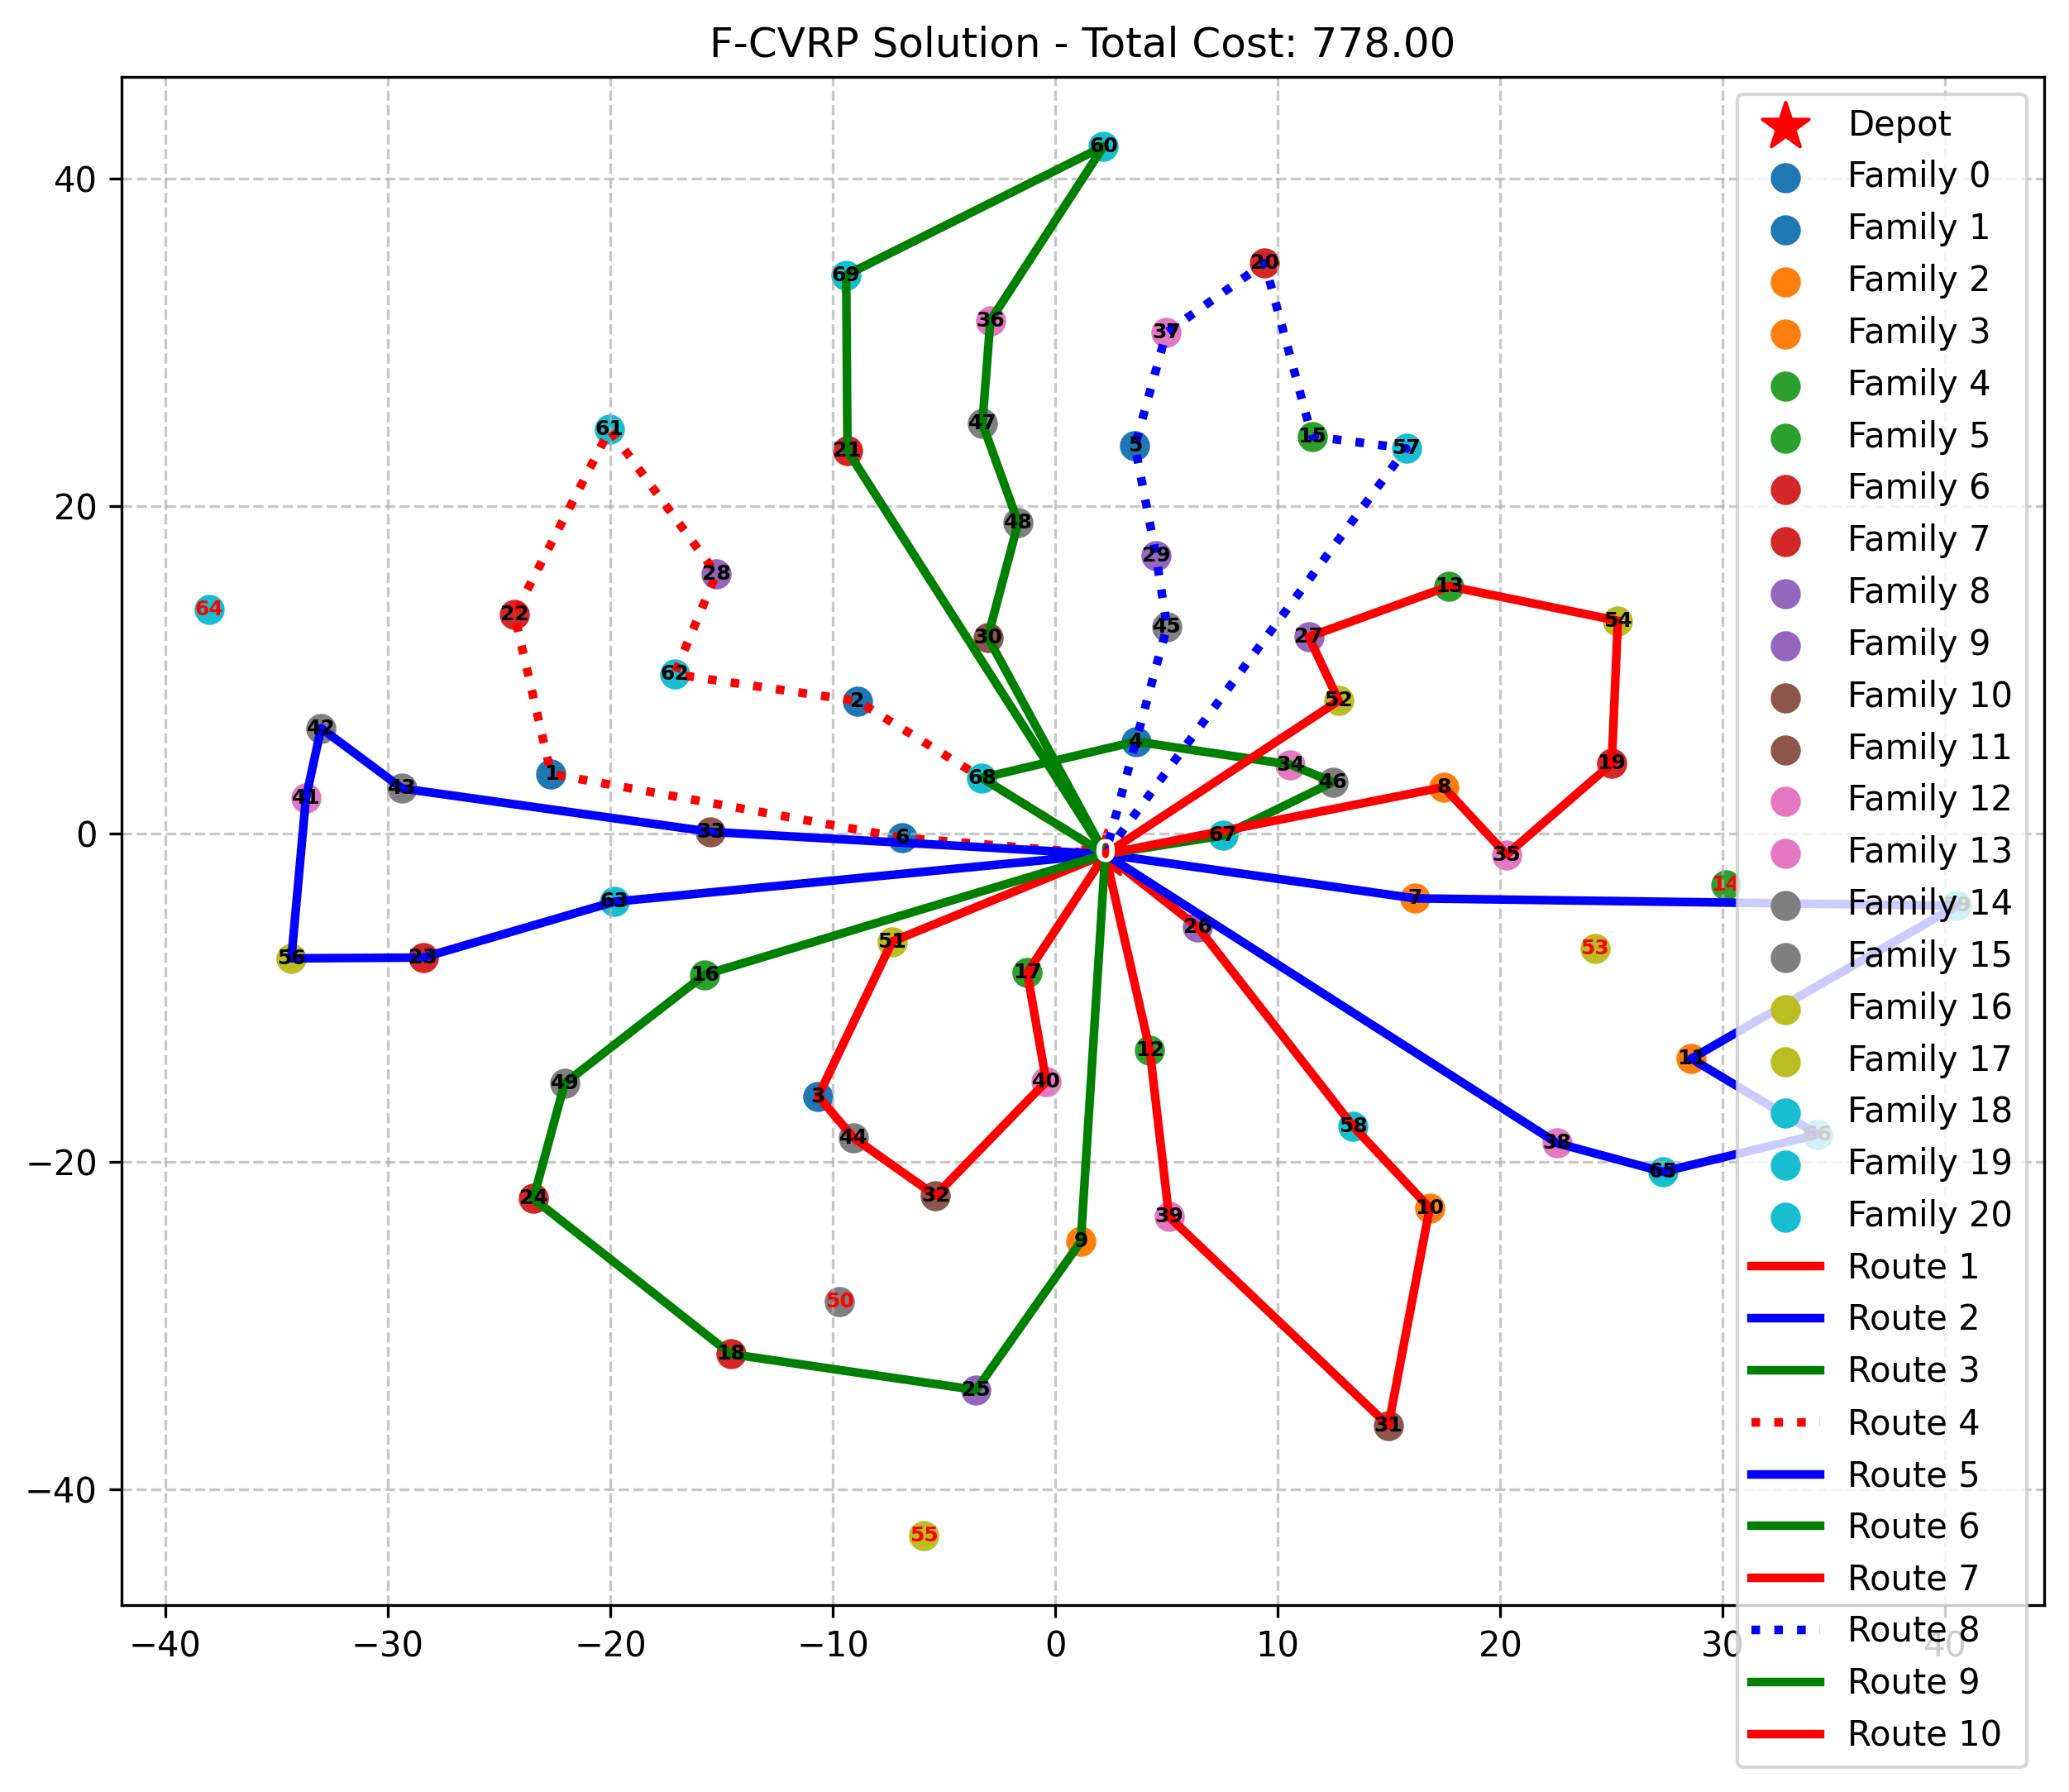 F-CVRP Solution - Total Cost: 778.00
40
20
0
−20
−40
−40
−30
−20
−10
0
10
20
30
40
Depot
Family 0
Family 1
Family 2
Family 3
Family 4
Family 5
Family 6
Family 7
Family 8
Family 9
Family 10
Family 11
Family 12
Family 13
Family 14
Family 15
Family 16
Family 17
Family 18
Family 19
Family 20
Route 1
Route 2
Route 3
Route 4
Route 5
Route 6
Route 7
Route 8
Route 9
Route 10
60
20
69
36
37
61
47
5
15
57
21
48
29
28
13
64
22
54
45
27
30
62
2
52
42
4
34
19
1
68
46
8
41
43
33
6
67
0
35
14
63
7
51
26
53
56
23
16
17
12
11
49
40
3
58
44
38
65
66
32
24
39
10
9
50
18
25
31
55